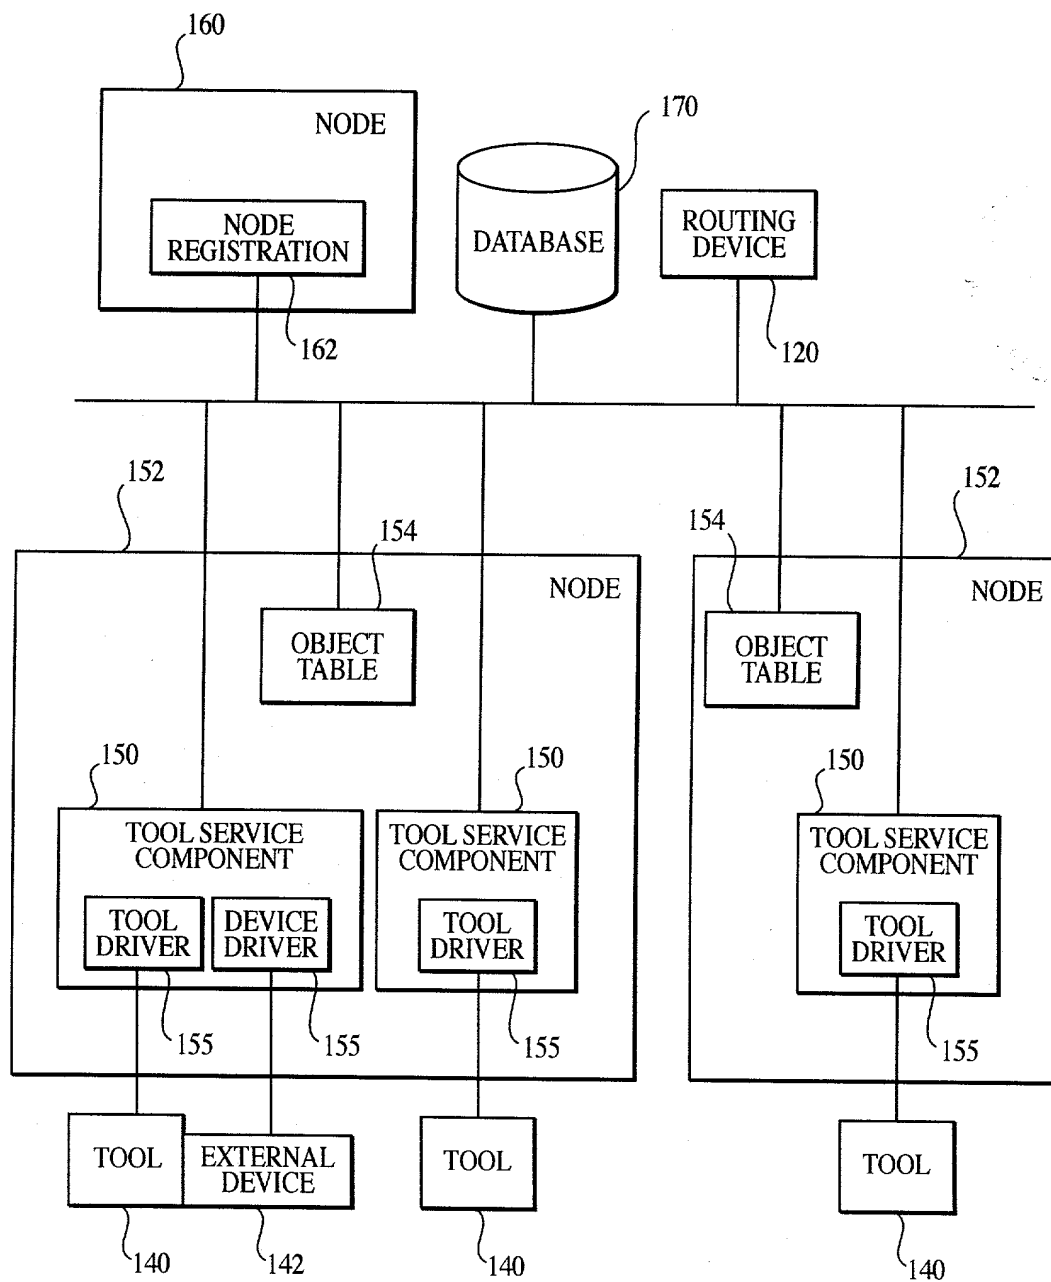 160
NODE
170
NODE
REGISTRATION
DATABASE
ROUTING
DEVICE
162
120
152
152
154
154
NODE
NODE
OBJECT
TABLE
OBJECT
TABLE
150
150
150
TOOL SERVICE
COMPONENT
TOOL SERVICE
COMPONENT
TOOL SERVICE
COMPONENT
TOOL
DRIVER
DEVICE
DRIVER
TOOL
DRIVER
TOOL
DRIVER
155
155
155
155
TOOL
EXTERNAL
DEVICE
TOOL
TOOL
140
142
140
140